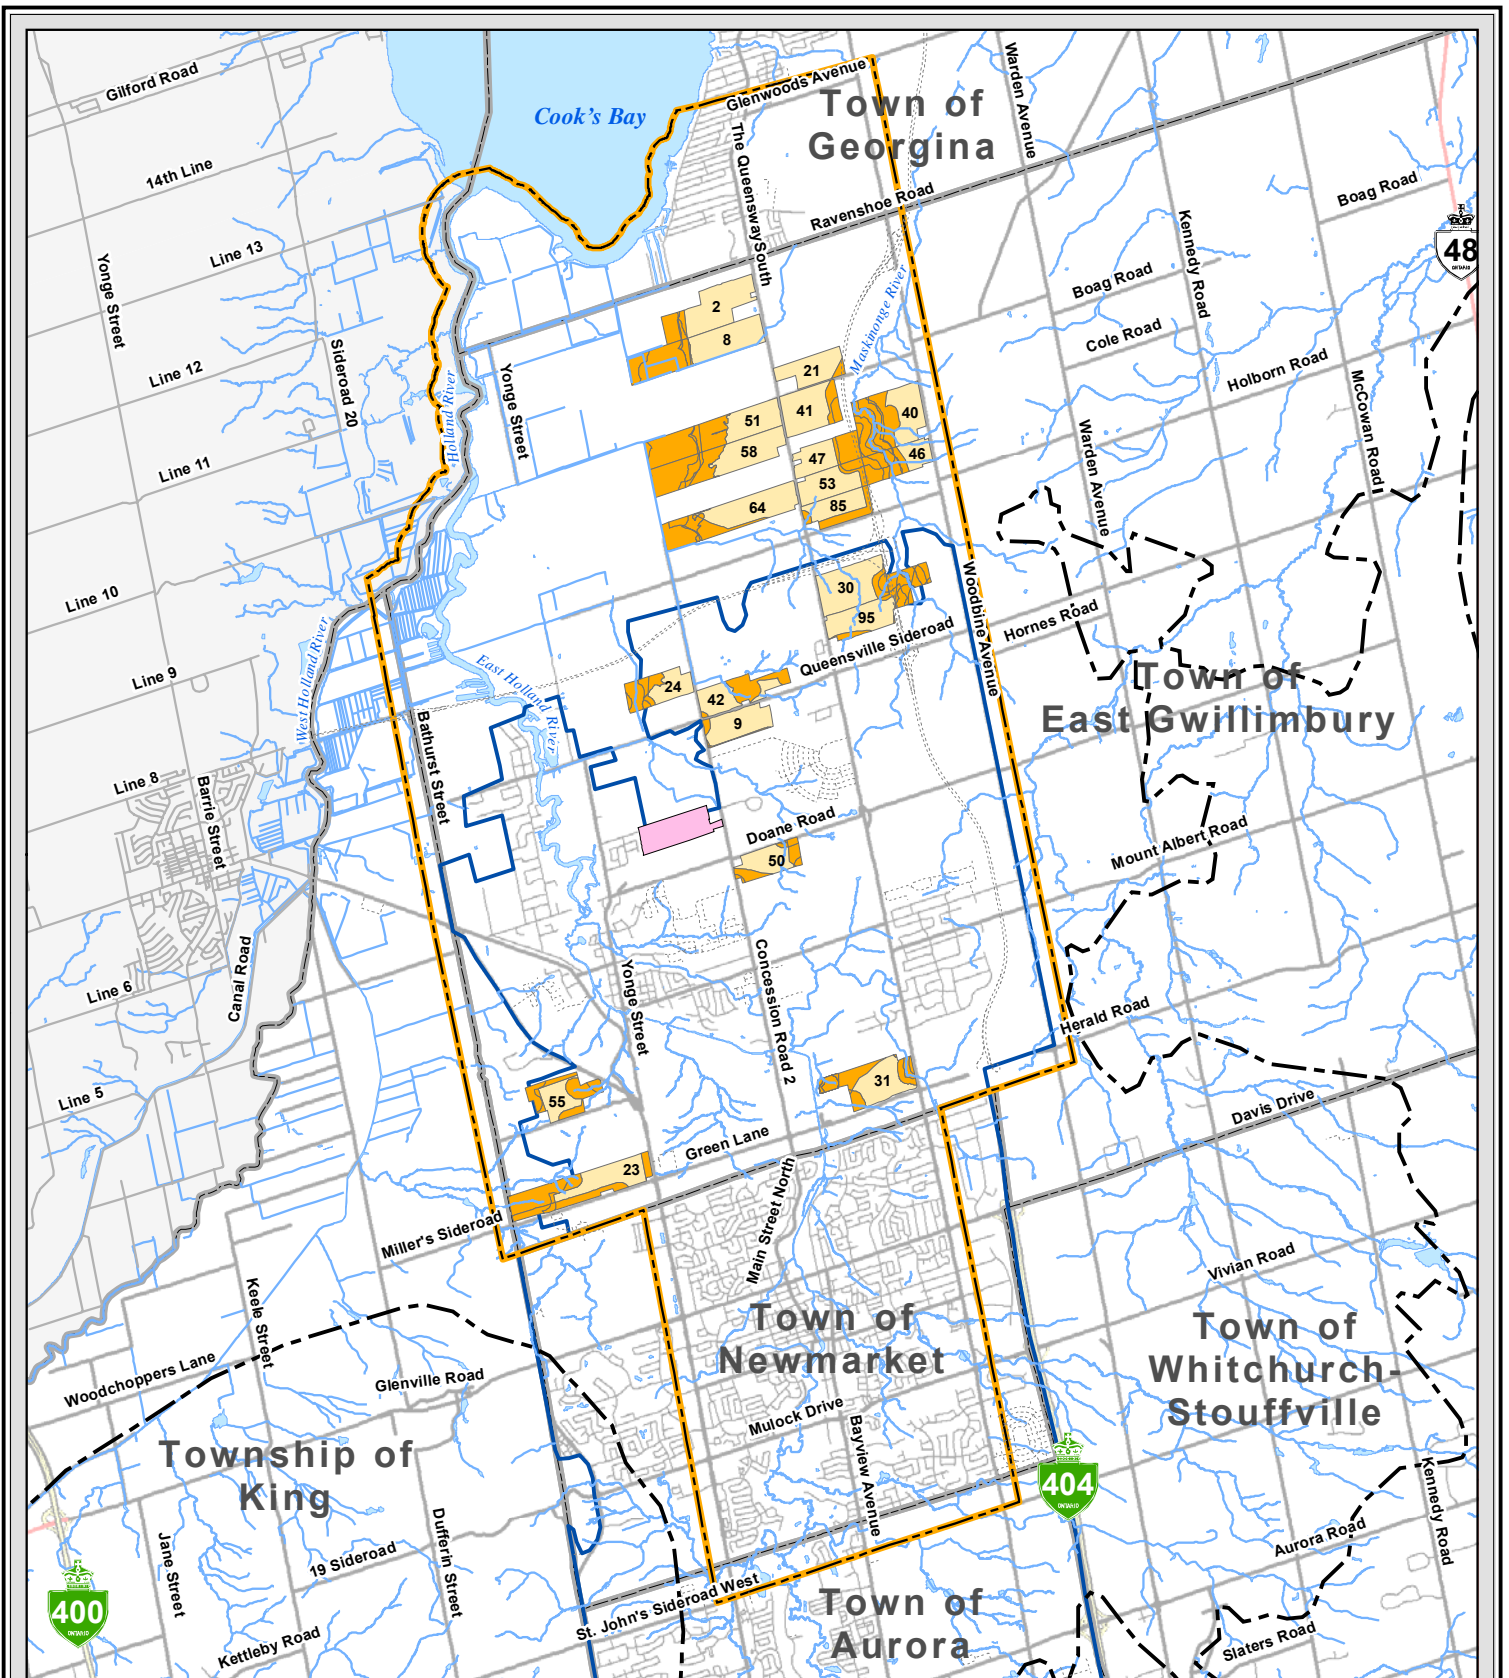 Gilford Road
Cook's Bay
Glenwoods Avenue
Town of
Georgina
Warden Avenue
14th Line
The Queensway South
Ravenshoe Road
Boag Road
Kennedy Road
48
ONTARIO
Line 13
Yonge Street
Maskinonge River
Boag Road
2
8
Cole Road
Sideroad 20
Line 12
Holland River
Yonge Street
21
Holborn Road
McCowan Road
41
40
51
58
47
46
Line 11
53
64
85
Warden Avenue
Line 10
30
95
Woodbine Avenue
Hornes Road
Queensville Sideroad
West Holland River
East Holland River
Line 9
24
42
9
Town of
East Gwillimbury
Bathurst Street
Line 8
Barrie Street
Doane Road
50
Mount Albert Road
Canal Road
Line 6
Yonge Street
Concession Road 2
Herald Road
Line 5
55
31
Davis Drive
Green Lane
23
Miller's Sideroad
Main Street North
Vivian Road
Keele Street
Town of
Newmarket
Town of
Whitchurch-
Stouffville
Woodchoppers Lane
Glenville Road
Mulock Drive
Bayview Avenue
Township of
King
404
ONTARIO
Kennedy Road
Jane Street
Dufferin Street
19 Sideroad
Aurora Road
400
ONTARIO
St. John's Sideroad West
Town of
Aurora
Kettleby Road
Slaters Road